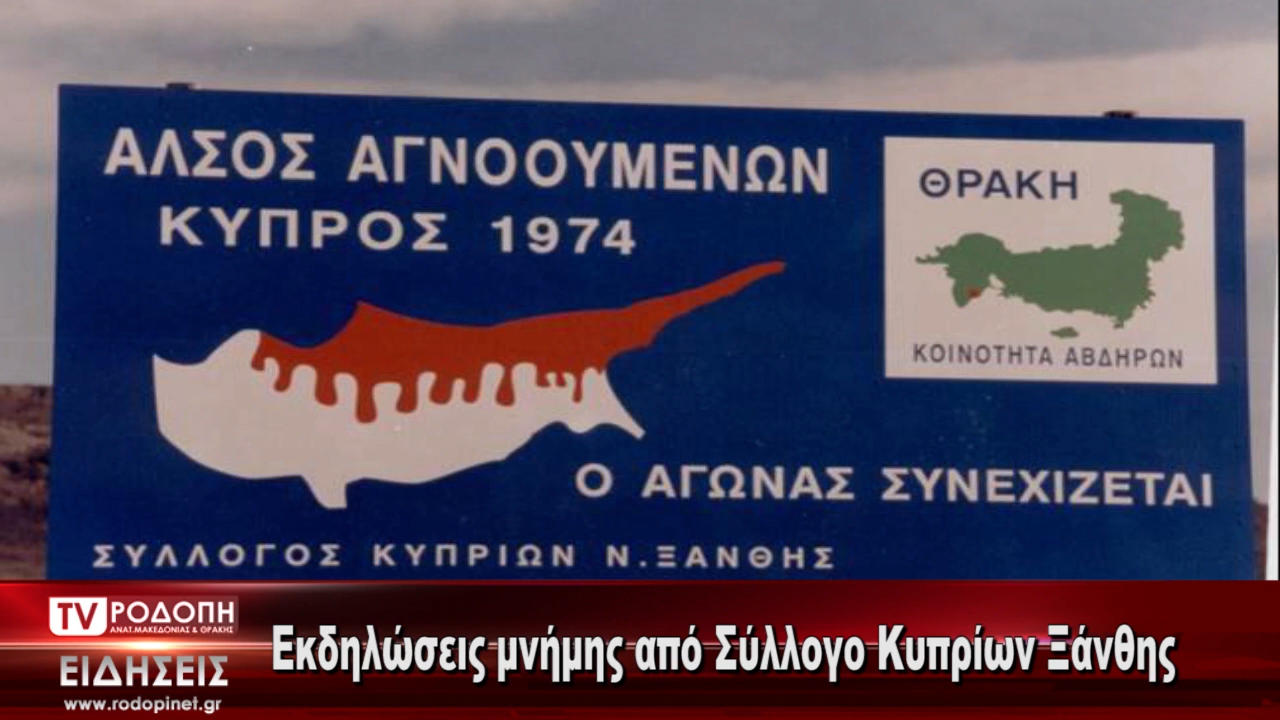 ΑΛΣΟΣ ΑΓΝΟΟΥΜΕΝΩΝ
ΚΥΠΡΟΣ 1974
ΘΡΑΚΗ
ΚΟΙΝΟΤΗΤΑ ΑΒΔΗΡΩΝ
Ο ΑΓΩΝΑΣ ΣΥΝΕΧΙΖΕΤΑΙ
ΣΥΛΛΟΓΟΣ ΚΥΠΡΙΩΝ Ν.ΞΑΝΘΗΣ
TV ΡΟΔΟΠΗ
ΑΝΑΤ.ΜΑΚΕΔΟΝΙΑΣ & ΘΡΑΚΗΣ
ΕΙΔΗΣΕΙΣ
www.rodopinet.gr
Εκδηλώσεις μνήμης από Σύλλογο Κυπρίων Ξάνθης